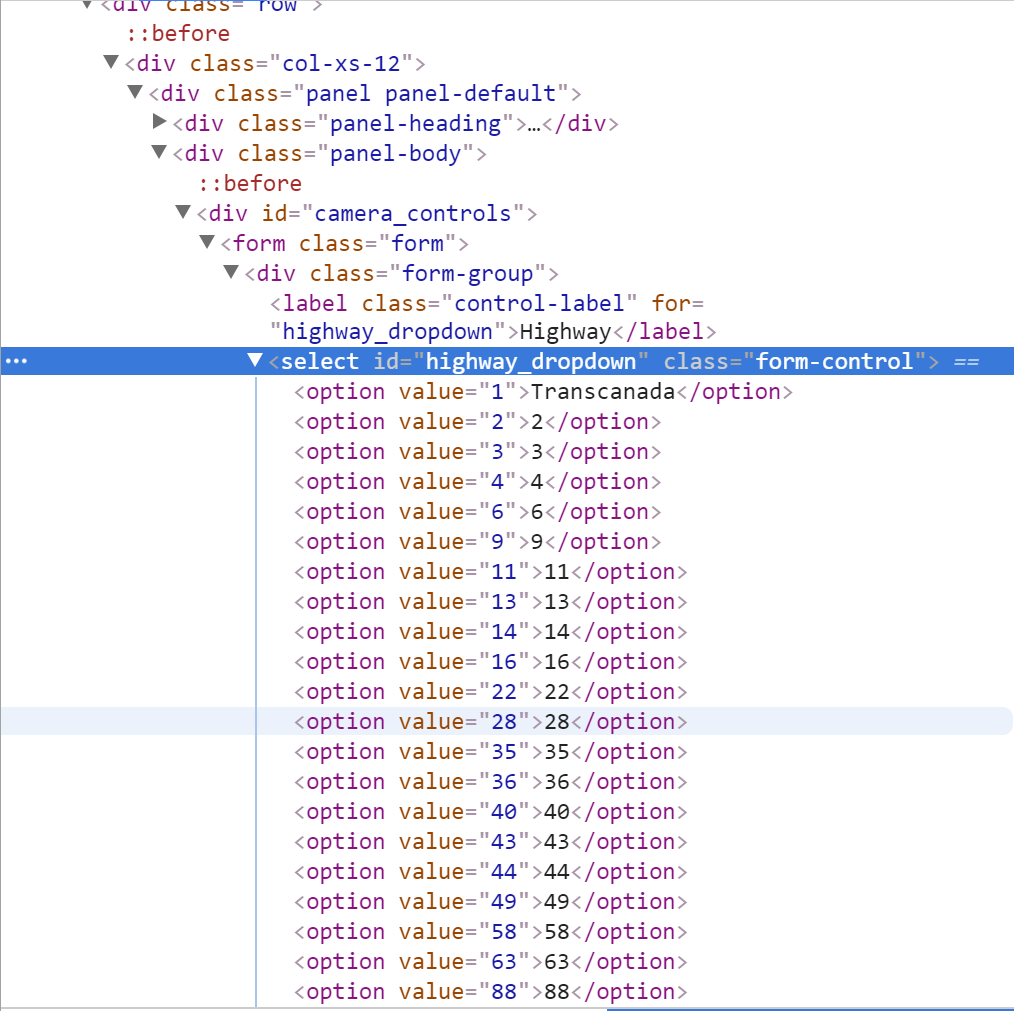 <div class="row">
::before
<div class="col-xs-12">
<div class="panel panel-default">
<div class="panel-heading">…</div>
<div class="panel-body">
::before
<div id="camera_controls">
<form class="form">
<div class="form-group">
<label class="control-label" for=
"highway_dropdown">Highway</label>
<select id="highway_dropdown" class="form-control"> ==
<option value="1">Transcanada</option>
<option value="2">2</option>
<option value="3">3</option>
<option value="4">4</option>
<option value="6">6</option>
<option value="9">9</option>
<option value="11">11</option>
<option value="13">13</option>
<option value="14">14</option>
<option value="16">16</option>
<option value="22">22</option>
<option value="28">28</option>
<option value="35">35</option>
<option value="36">36</option>
<option value="40">40</option>
<option value="43">43</option>
<option value="44">44</option>
<option value="49">49</option>
<option value="58">58</option>
<option value="63">63</option>
<option value="88">88</option>